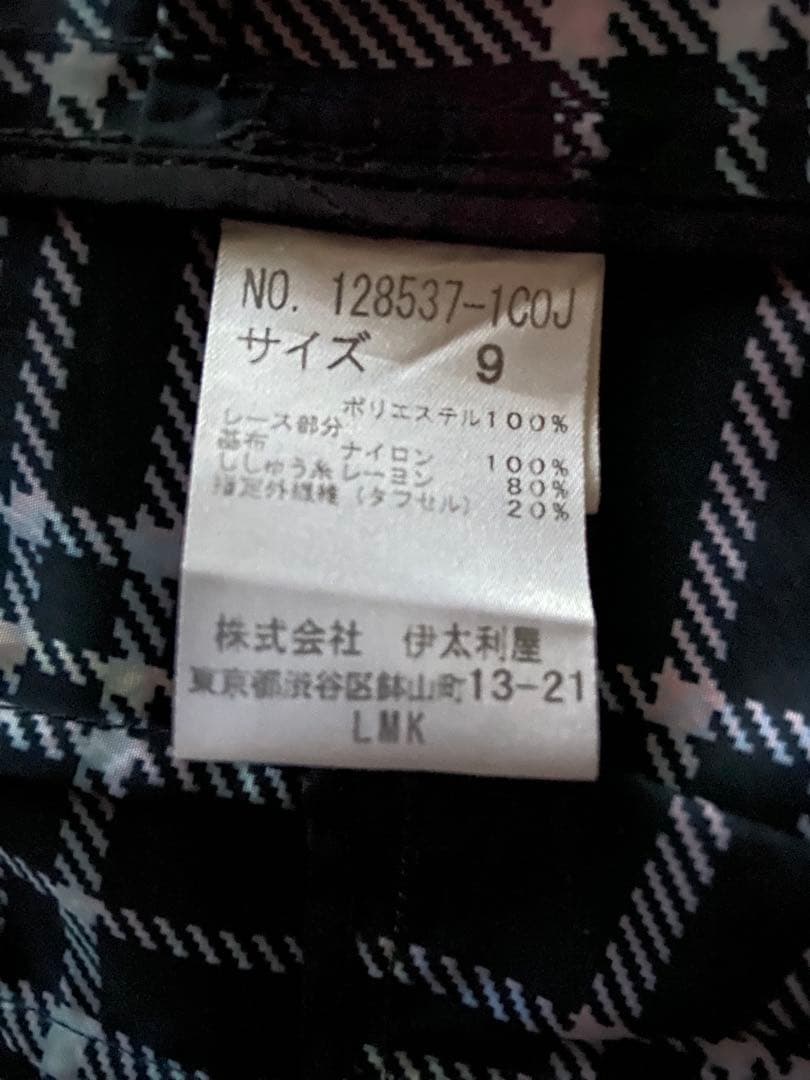 NO. 128537-1C0J
サイズ 9
ポリエステル100%
レース部分
基布 ナイロン 100%
ししゅう糸 レーヨン 80%
指定外繊維（タフセル） 20%
株式会社 伊太利屋
東京都渋谷区鉢山町13-21
LMK